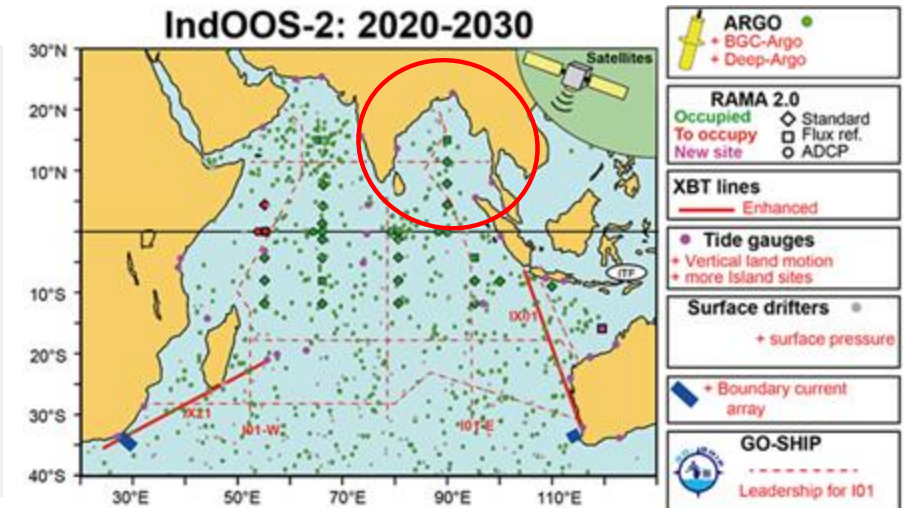 IndOOS-2: 2020-2030
30°N
20°N
10°N
0°
10°S
20°S
30°S
40°S
30°E
50°E
70°E
90°E
110°E
Satellites
ITF
IX01
IX21
I01-W
I01-E
ARGO
+ BGC-Argo
+ Deep-Argo
RAMA 2.0
Occupied
Standard
To occupy
Flux ref.
New site
ADCP
XBT lines
Enhanced
Tide gauges
+ Vertical land motion
+ more Island sites
Surface drifters
+ surface pressure
+ Boundary current
array
GO-SHIP
Leadership for I01